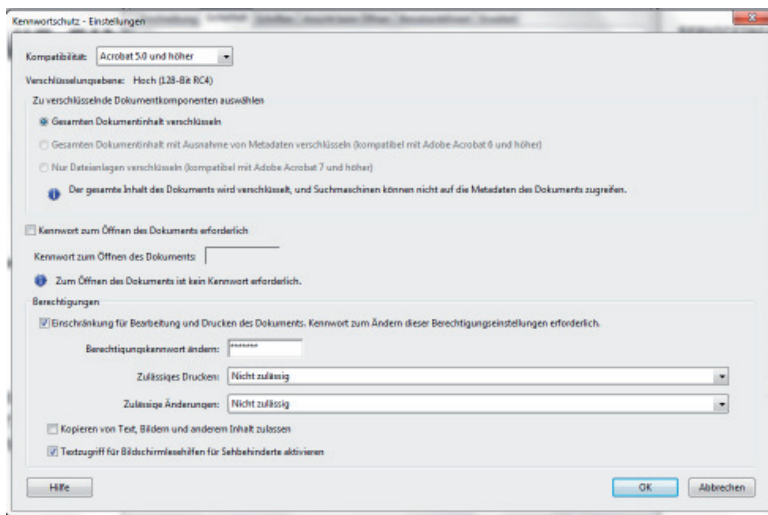 Kennwortschutz - Einstellungen
Kompatibilität: Acrobat 5.0 und höher
Verschlüsselungsebene: Hoch (128-Bit RC4)
Zu verschlüsselnde Dokumentkomponenten auswählen
Gesamten Dokumentinhalt verschlüsseln
Gesamten Dokumentinhalt mit Ausnahme von Metadaten verschlüsseln (kompatibel mit Adobe Acrobat 6 und höher)
Nur Dateianlagen verschlüsseln (kompatibel mit Adobe Acrobat 7 und höher)
Der gesamte Inhalt des Dokuments wird verschlüsselt, und Suchmaschinen können nicht auf die Metadaten des Dokuments zugreifen.
Kennwort zum Öffnen des Dokuments erforderlich
Kennwort zum Öffnen des Dokuments:
Zum Öffnen des Dokuments ist kein Kennwort erforderlich.
Berechtigungen
Einschränkung für Bearbeitung und Drucken des Dokuments. Kennwort zum Ändern dieser Berechtigungseinstellungen erforderlich.
Berechtigungskennwort ändern: *******
Zulässiges Drucken: Nicht zulässig
Zulässige Änderungen: Nicht zulässig
Kopieren von Text, Bildern und anderem Inhalt zulassen
Textzugriff für Bildschirmlesehilfen für Sehbehinderte aktivieren
Hilfe OK Abbrechen